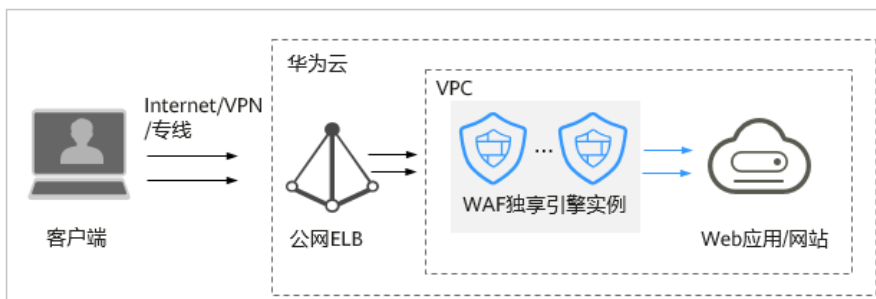 华为云
VPC
Internet/VPN
/专线
...
WAF独享引擎实例
客户端
公网ELB
Web应用/网站